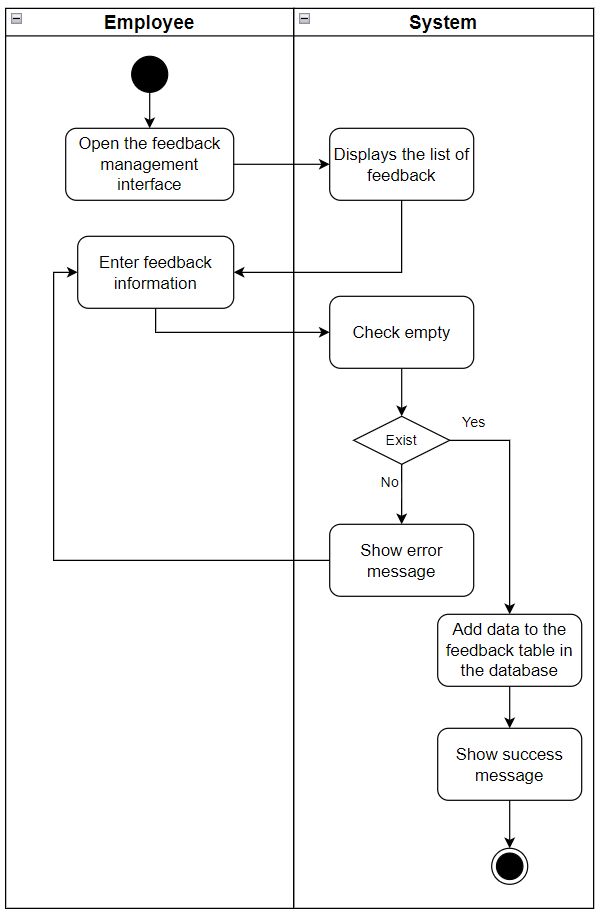 Employee
System
Open the feedback
management
interface
Displays the list of
feedback
Enter feedback
information
Check empty
Yes
Exist
No
Show error
message
Add data to the
feedback table in
the database
Show success
message